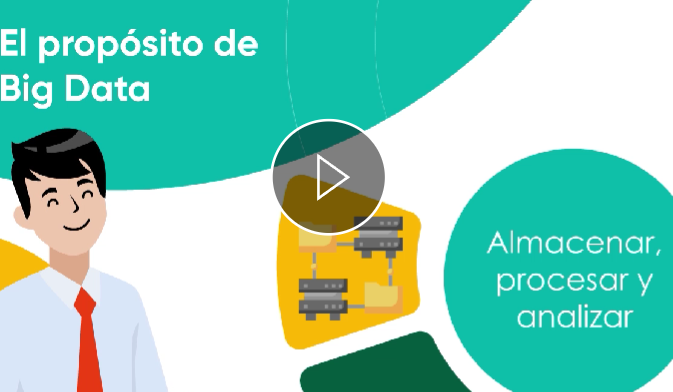 El propósito de
Big Data
Almacenar,
procesar y
analizar